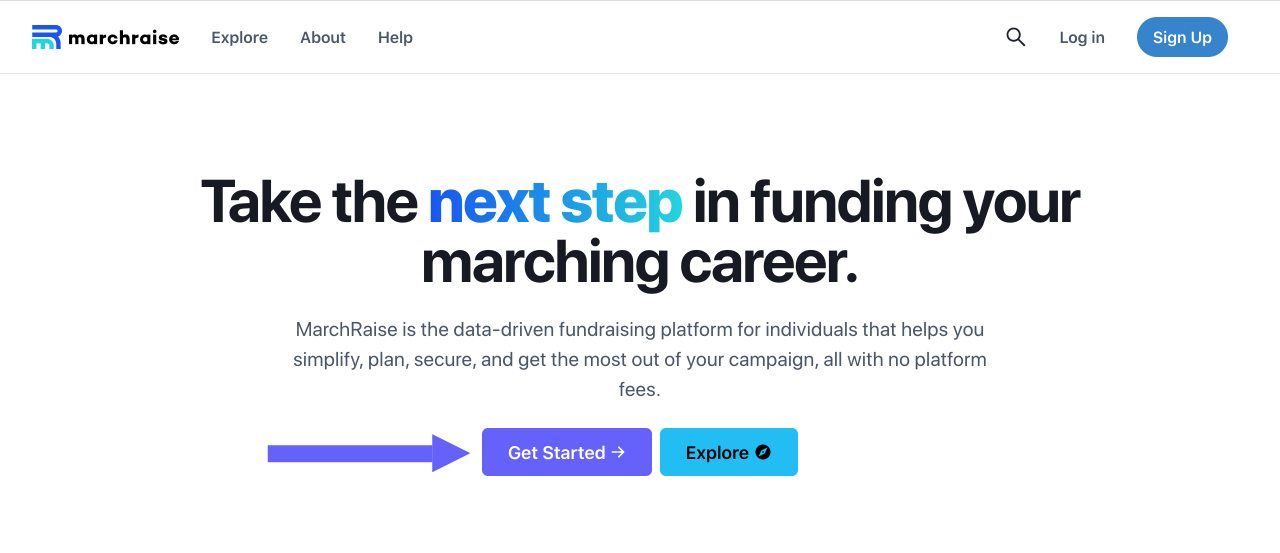 marchraise Explore About Help Log in Sign Up
Take the next step in funding your
marching career.
MarchRaise is the data-driven fundraising platform for individuals that helps you
simplify, plan, secure, and get the most out of your campaign, all with no platform
fees.
Get Started → Explore